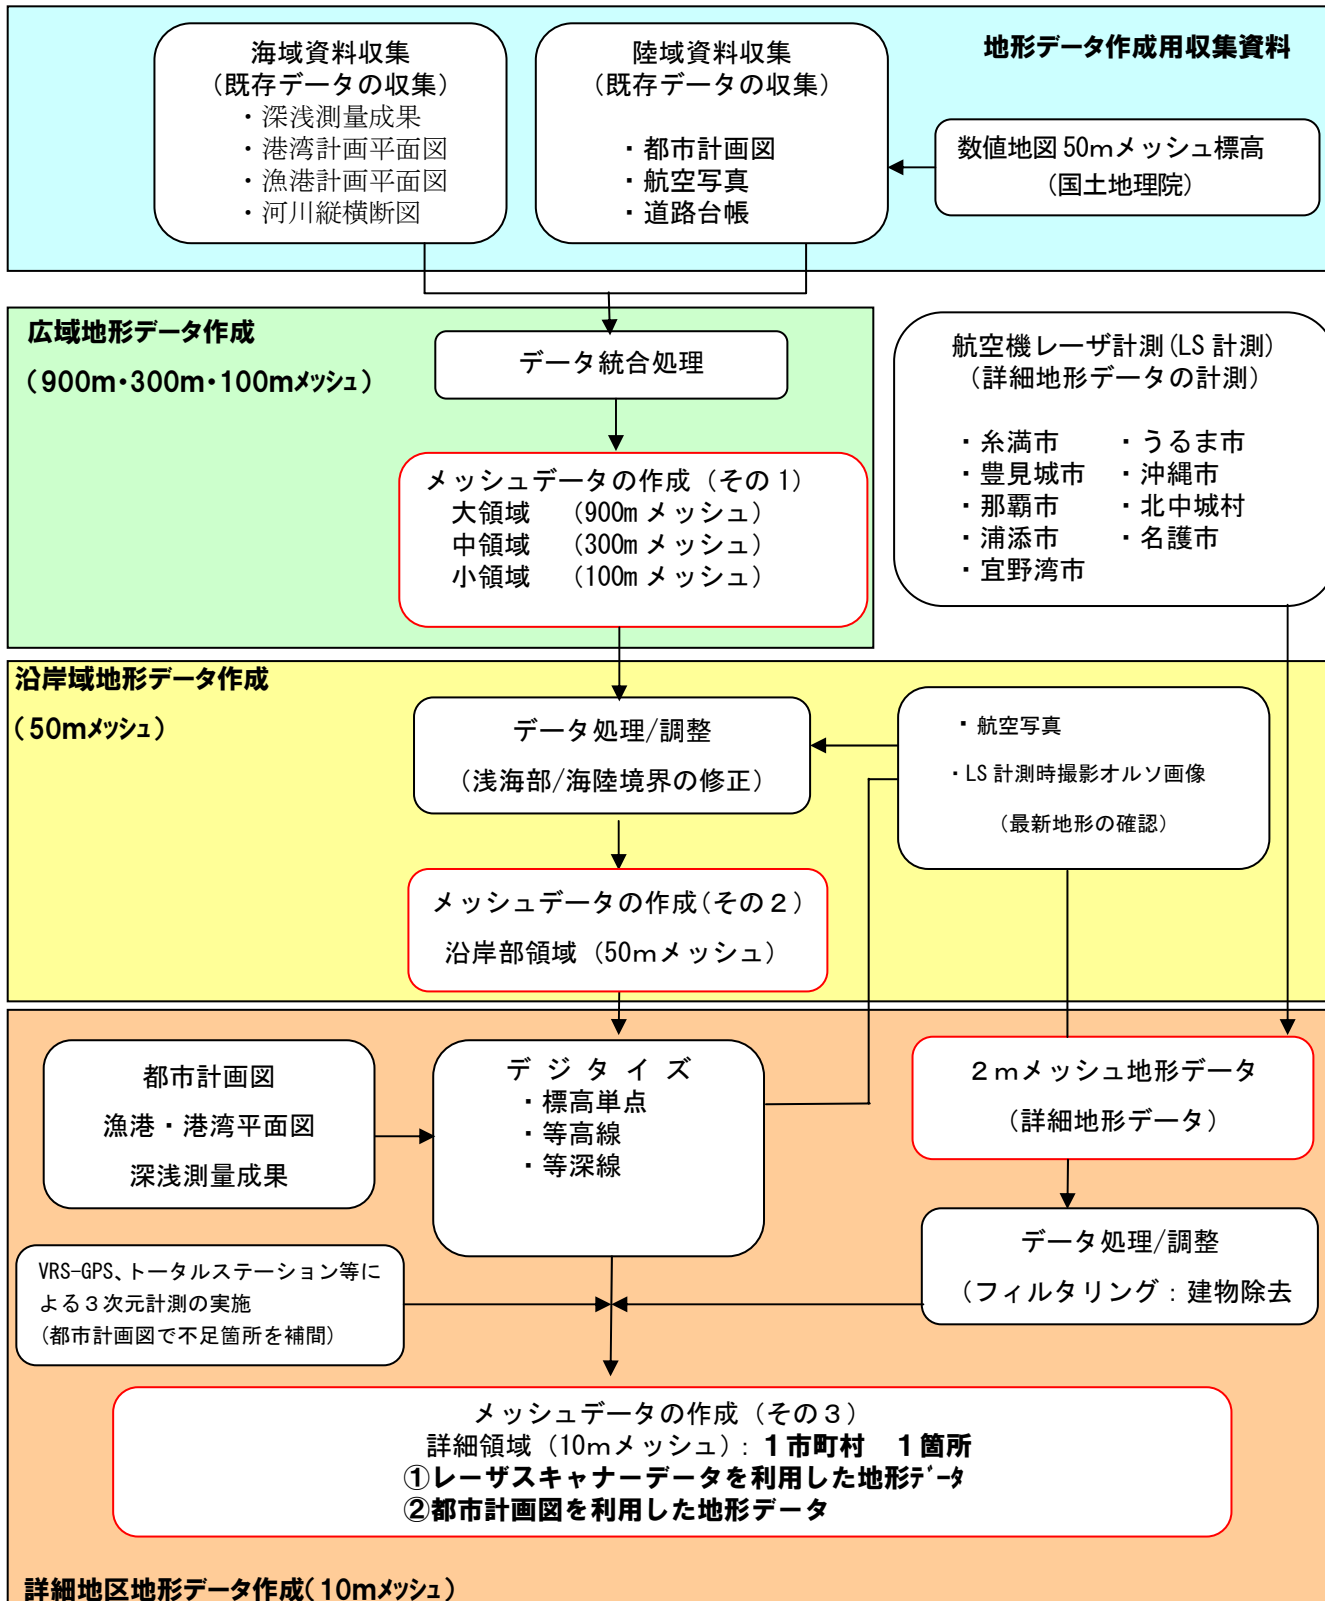 地形データ作成用収集資料
海域資料収集
(既存データの収集)
・深浅測量成果
・港湾計画平面図
・漁港計画平面図
・河川縦横断図
陸域資料収集
(既存データの収集)
・都市計画図
・航空写真
・道路台帳
数値地図 50mメッシュ標高
(国土地理院)
広域地形データ作成
(900m・300m・100mメッシュ)
データ統合処理
メッシュデータの作成(その1)
大領域 (900m メッシュ)
中領域 (300m メッシュ)
小領域 (100m メッシュ)
航空機レーザ計測(LS 計測)
(詳細地形データの計測)
・糸満市 ・うるま市
・豊見城市 ・沖縄市
・那覇市 ・北中城村
・浦添市 ・名護市
・宜野湾市
沿岸域地形データ作成
(50mメッシュ)
データ処理/調整
(浅海部/海陸境界の修正)
・航空写真
・LS 計測時撮影オルソ画像
(最新地形の確認)
メッシュデータの作成(その2)
沿岸部領域(50mメッシュ)
都市計画図
漁港・港湾平面図
深浅測量成果
デ ジ タ イ ズ
・標高単点
・等高線
・等深線
2mメッシュ地形データ
(詳細地形データ)
VRS-GPS、トータルステーション等に
よる3次元計測の実施
(都市計画図で不足箇所を補間)
データ処理/調整
(フィルタリング:建物除去
メッシュデータの作成(その3)
詳細領域(10mメッシュ):1市町村 1箇所
①レーザスキャナーデータを利用した地形データ
②都市計画図を利用した地形データ
詳細地区地形データ作成(10mメッシュ)